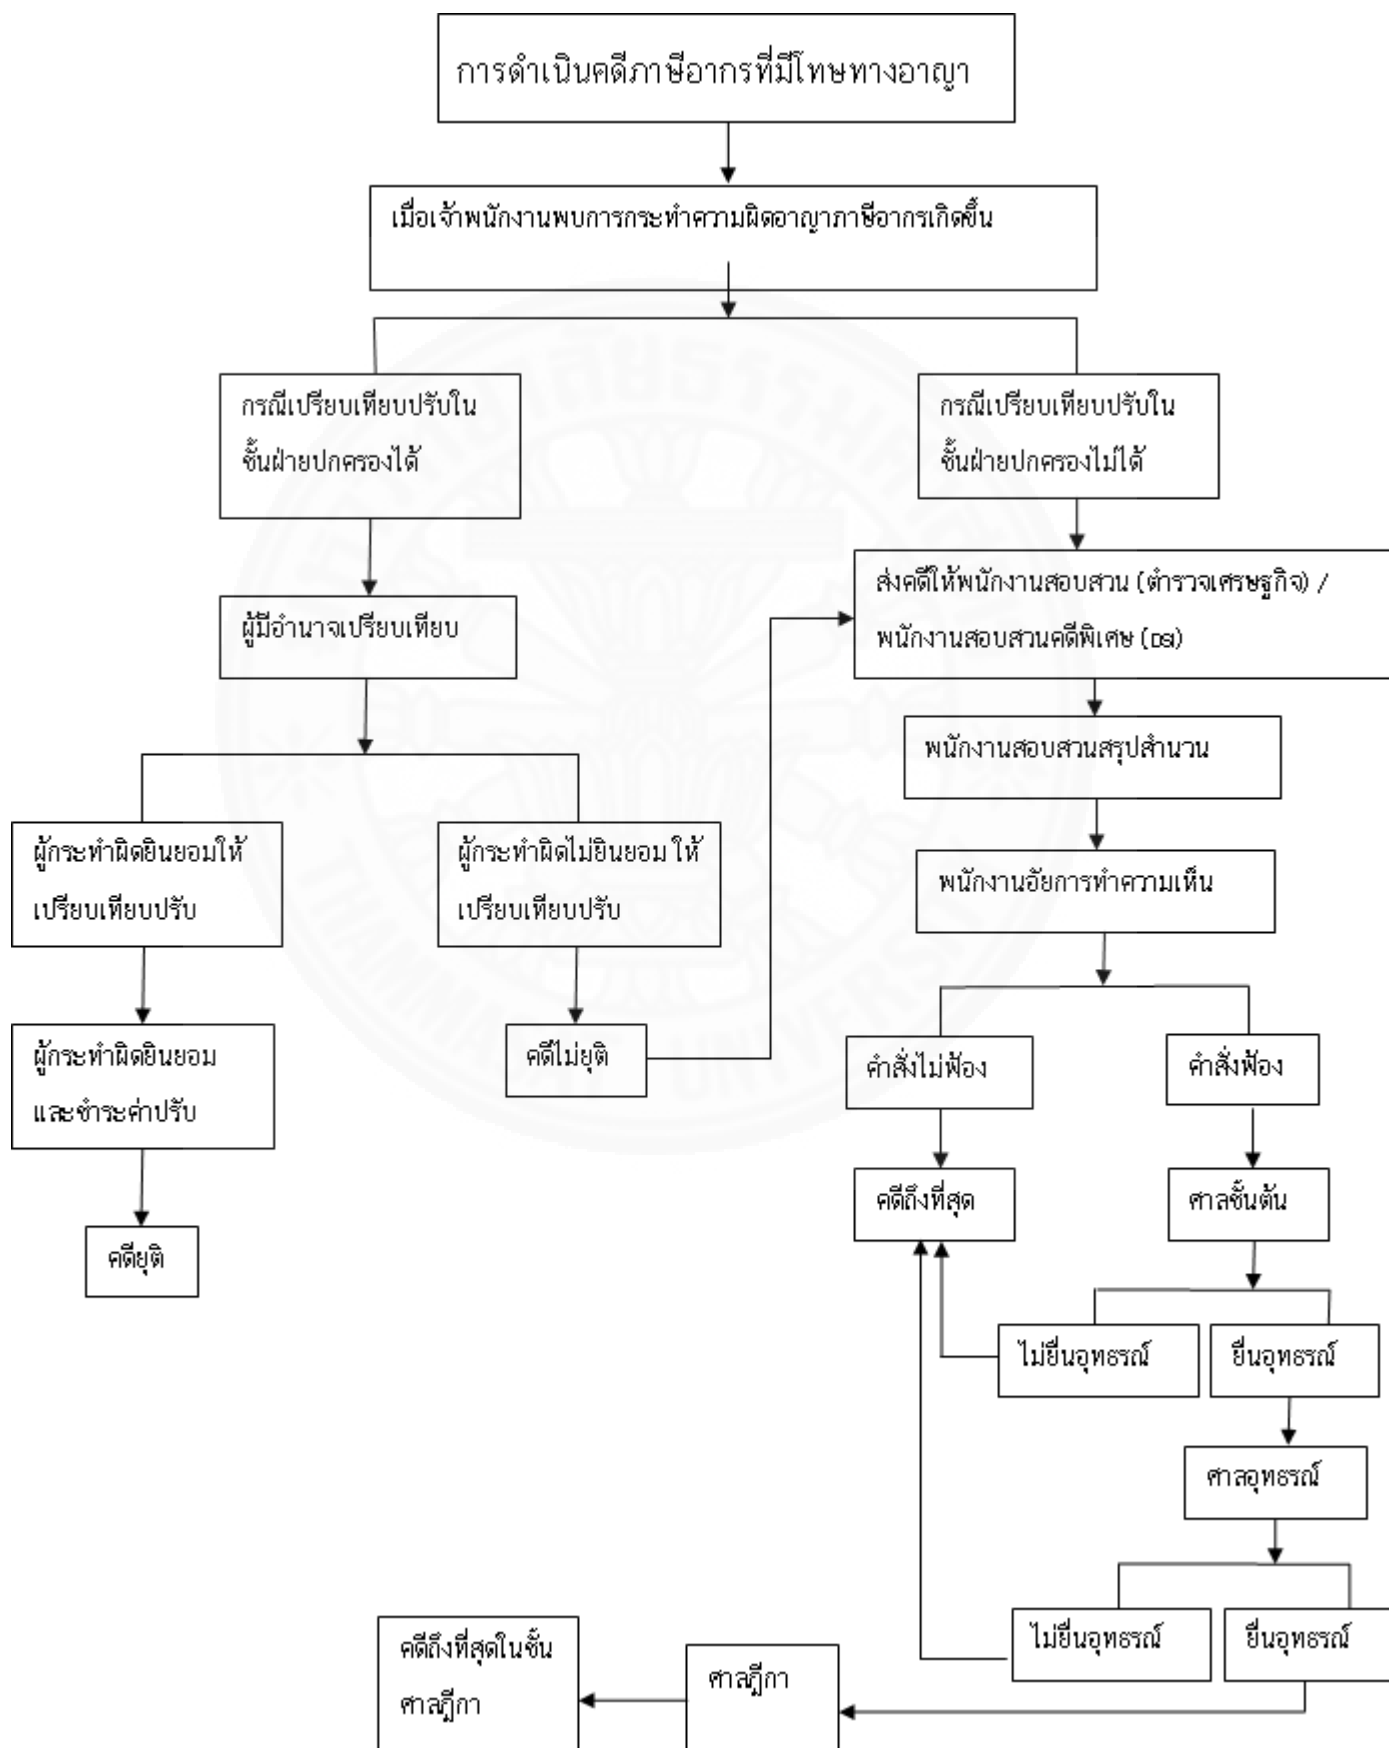 การดำเนินคดีภาษีอากรที่มีโทษทางอาญา
เมื่อเจ้าพนักงานพบการกระทำความผิดอาญาภาษีอากรเกิดขึ้น
กรณีเปรียบเทียบปรับใน
ชั้นฝ่ายปกครองได้
กรณีเปรียบเทียบปรับใน
ชั้นฝ่ายปกครองไม่ได้
ผู้มีอำนาจเปรียบเทียบ
ส่งคดีให้พนักงานสอบสวน (ตำรวจเศรษฐกิจ) /
พนักงานสอบสวนคดีพิเศษ (DSI)
พนักงานสอบสวนสรุปสำนวน
ผู้กระทำผิดยินยอมให้
เปรียบเทียบปรับ
ผู้กระทำผิดไม่ยินยอม ให้
เปรียบเทียบปรับ
พนักงานอัยการทำความเห็น
ผู้กระทำผิดยินยอม
และชำระค่าปรับ
คดีไม่ยุติ
คำสั่งไม่ฟ้อง
คำสั่งฟ้อง
คดียุติ
คดีถึงที่สุด
ศาลชั้นต้น
ไม่ยื่นอุทธรณ์
ยื่นอุทธรณ์
ศาลอุทธรณ์
ไม่ยื่นอุทธรณ์
ยื่นอุทธรณ์
ศาลฎีกา
คดีถึงที่สุดในชั้น
ศาลฎีกา
มหาวิทยาลัยธรรมศาสตร์
THAMMASAT UNIVERSITY